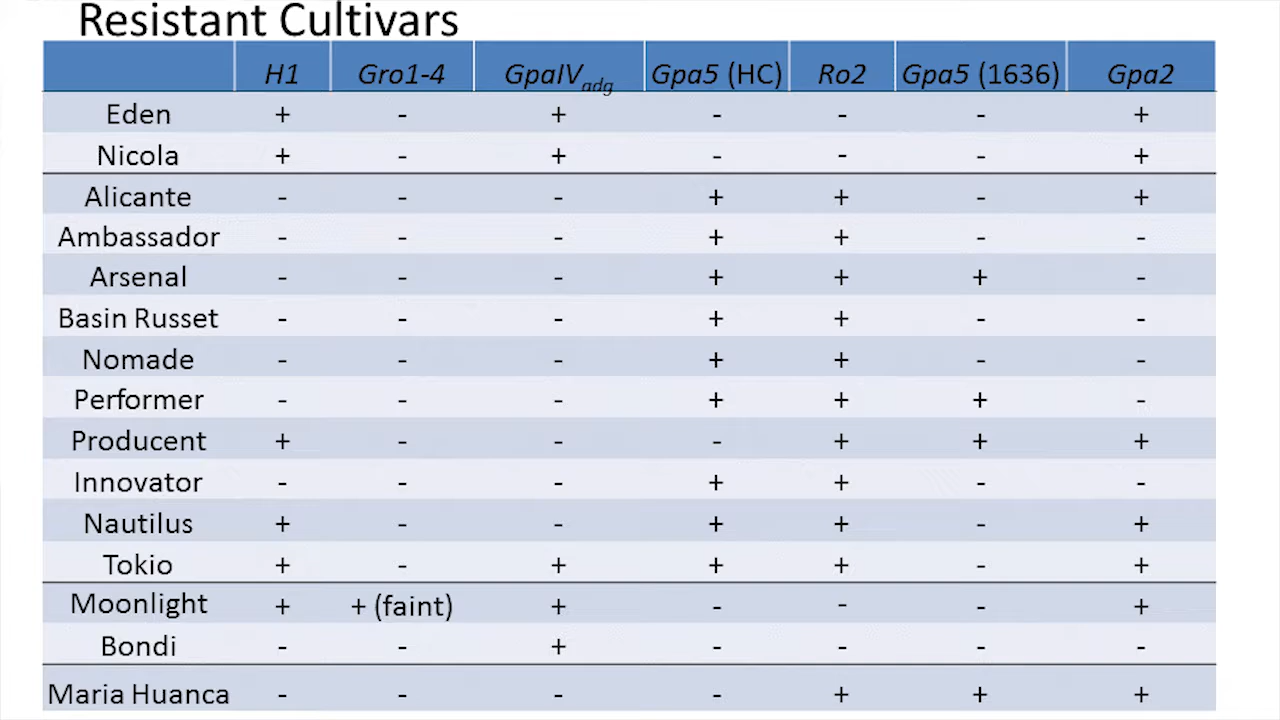 Resistant Cultivars
H1 Gro1-4 GpaIVadg Gpa5 (HC) Ro2 Gpa5 (1636) Gpa2
Eden + - + - - - +
Nicola + - + - - - +
Alicante - - - + + - +
Ambassador - - - + + - -
Arsenal - - - + + + -
Basin Russet - - - + + - -
Nomade - - - + + - -
Performer - - - + + + -
Producent + - - - + + +
Innovator - - - + + - -
Nautilus + - - + + - +
Tokio + - + + + - +
Moonlight + + (faint) + - - - +
Bondi - - + - - - -
Maria Huanca - - - - + + +